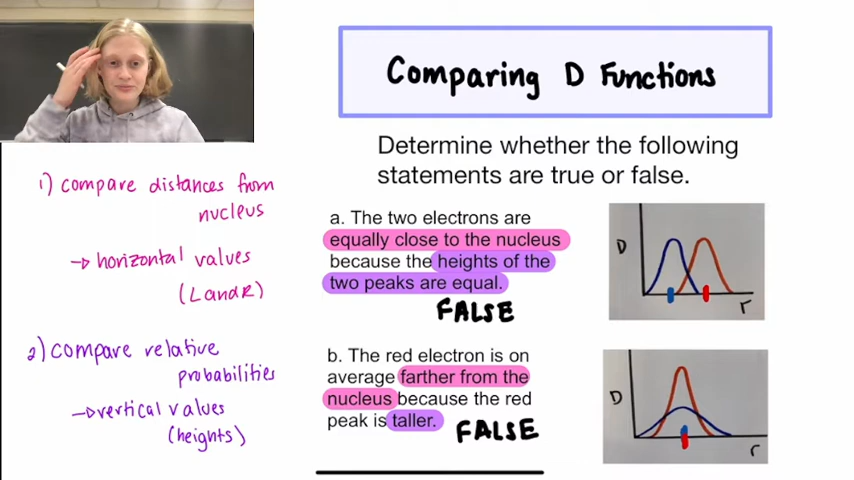 Comparing D Functions
Determine whether the following
statements are true or false.
1) compare distances from
nucleus
→ horizontal values
(L and R)
2) compare relative
probabilities
→ vertical values
(heights)
a. The two electrons are
equally close to the nucleus
because the heights of the
two peaks are equal.
FALSE
D
r
b. The red electron is on
average farther from the
nucleus because the red
peak is taller.
FALSE
D
r